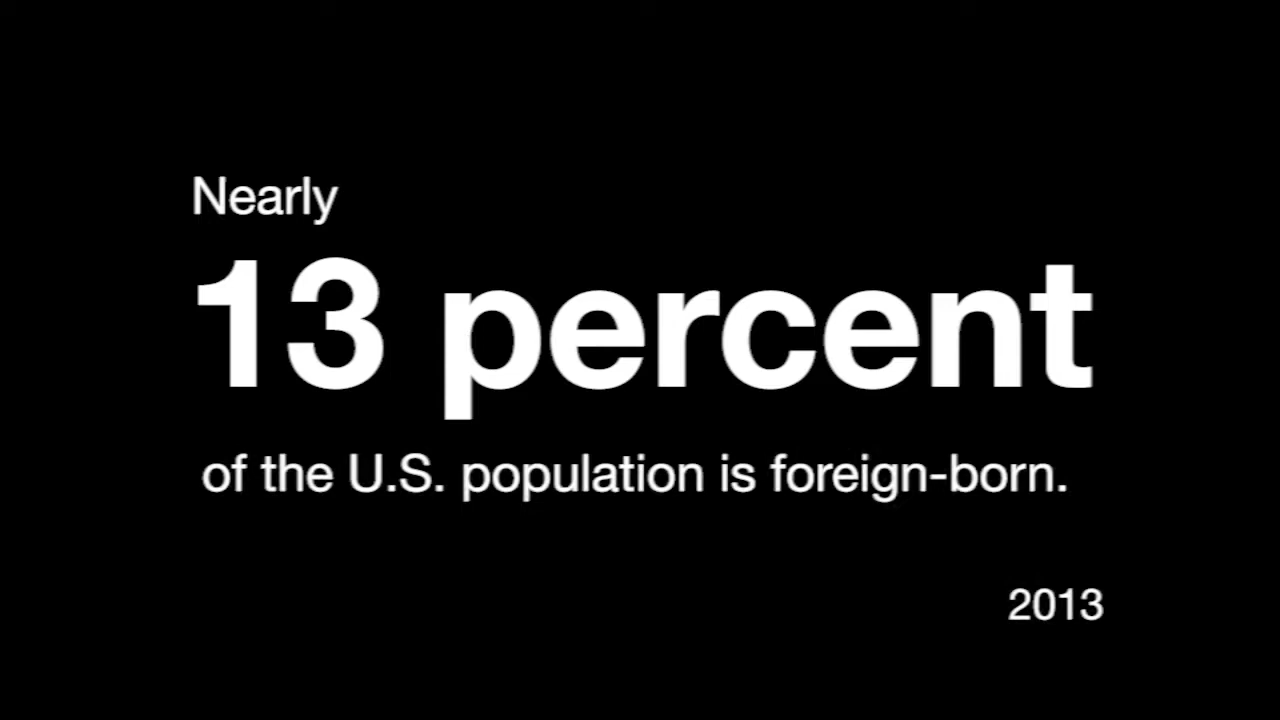 Nearly
13 percent
of the U.S. population is foreign-born.
2013